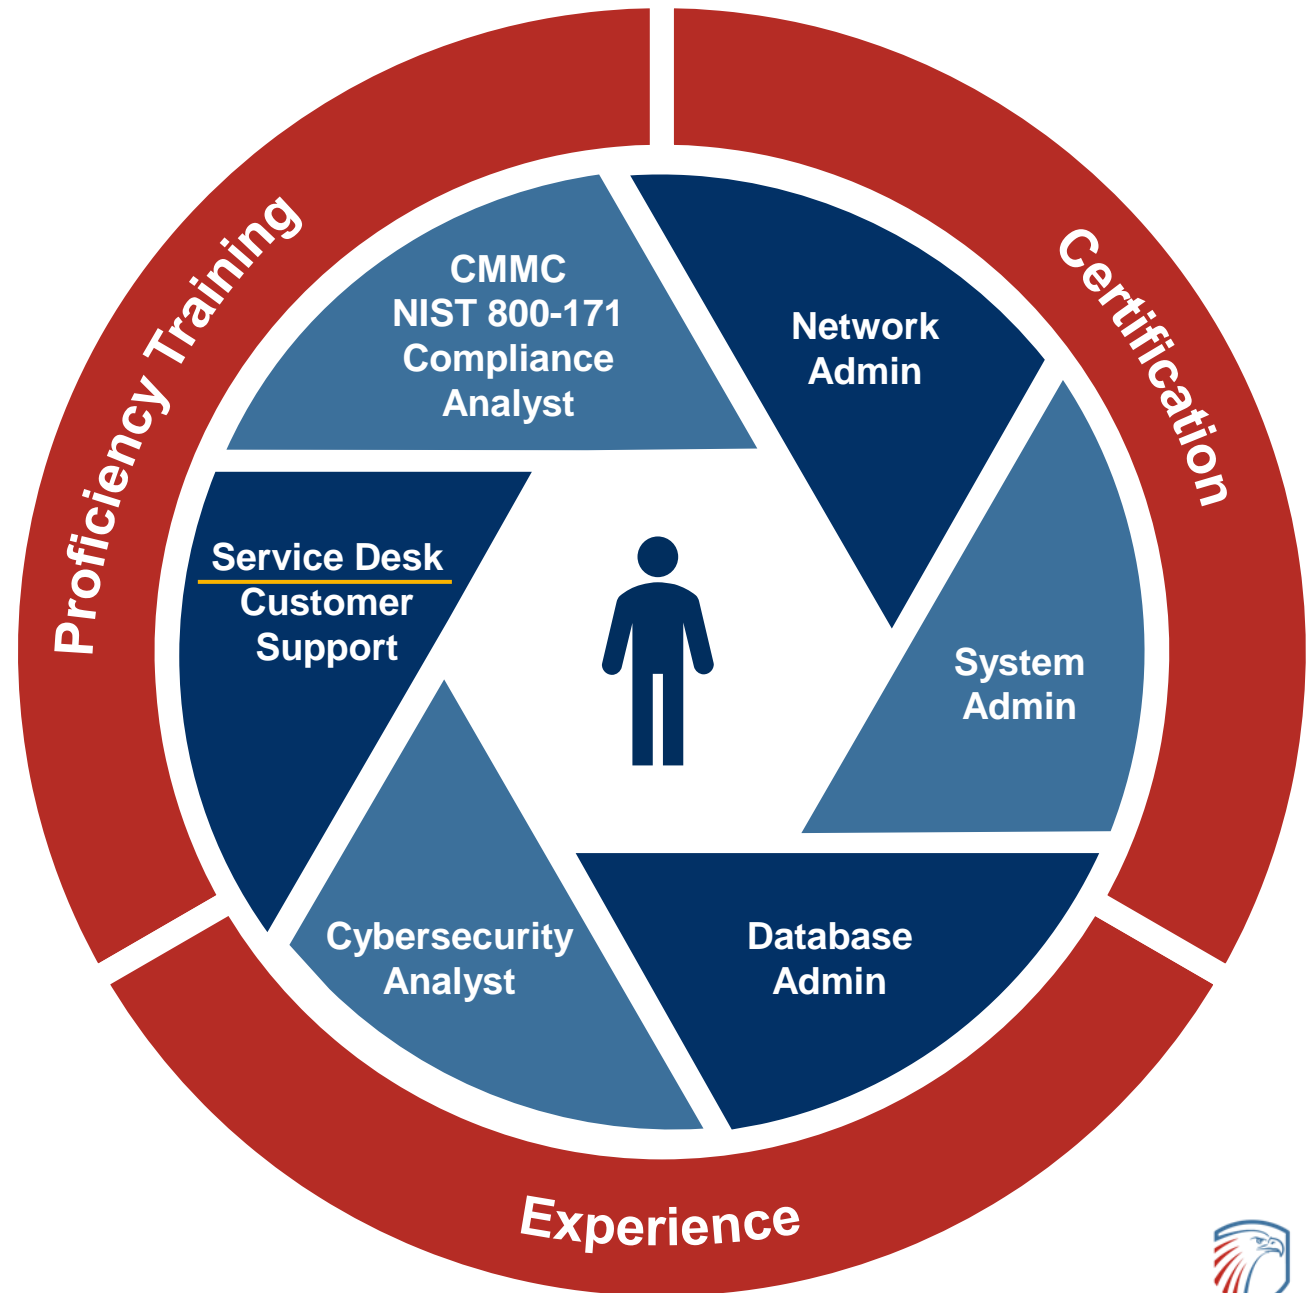 Proficiency Training
Certification
Experience
CMMC
NIST 800-171
Compliance
Analyst
Network
Admin
System
Admin
Database
Admin
Cybersecurity
Analyst
Service Desk
Customer
Support